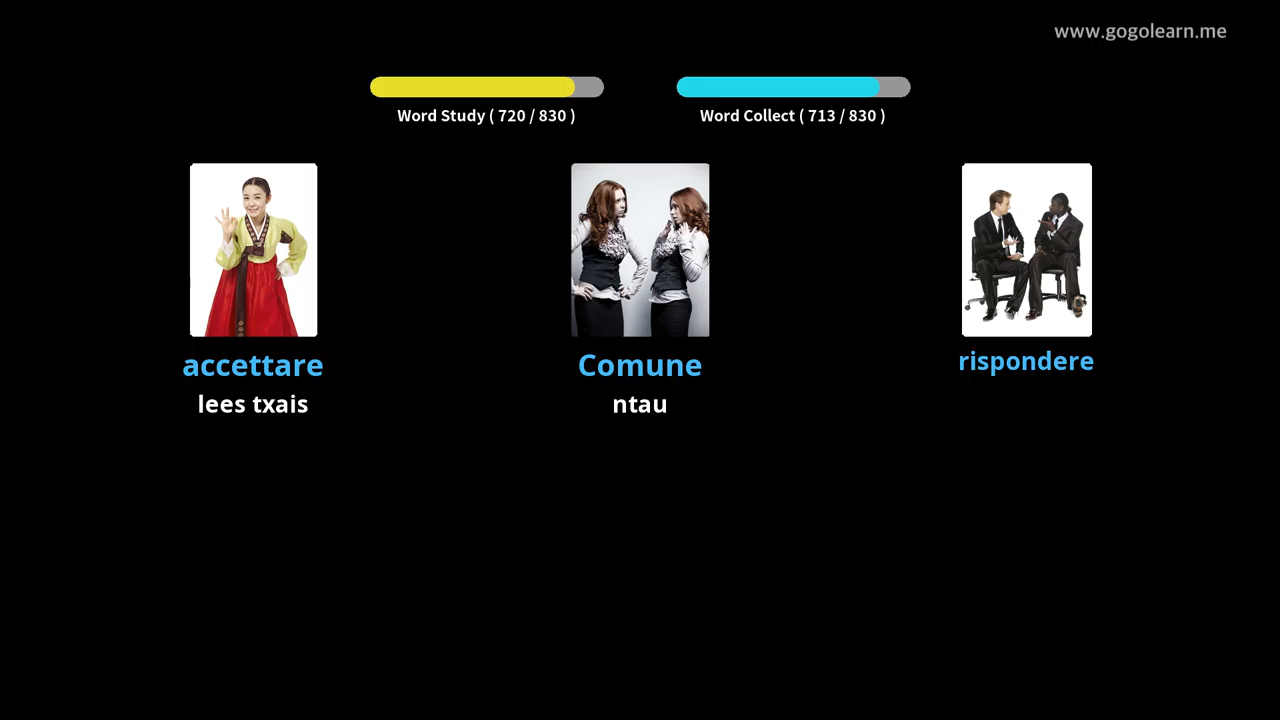 www.gogolearn.me
Word Study ( 720 / 830 )
Word Collect ( 713 / 830 )
accettare
lees txais
Comune
ntau
rispondere